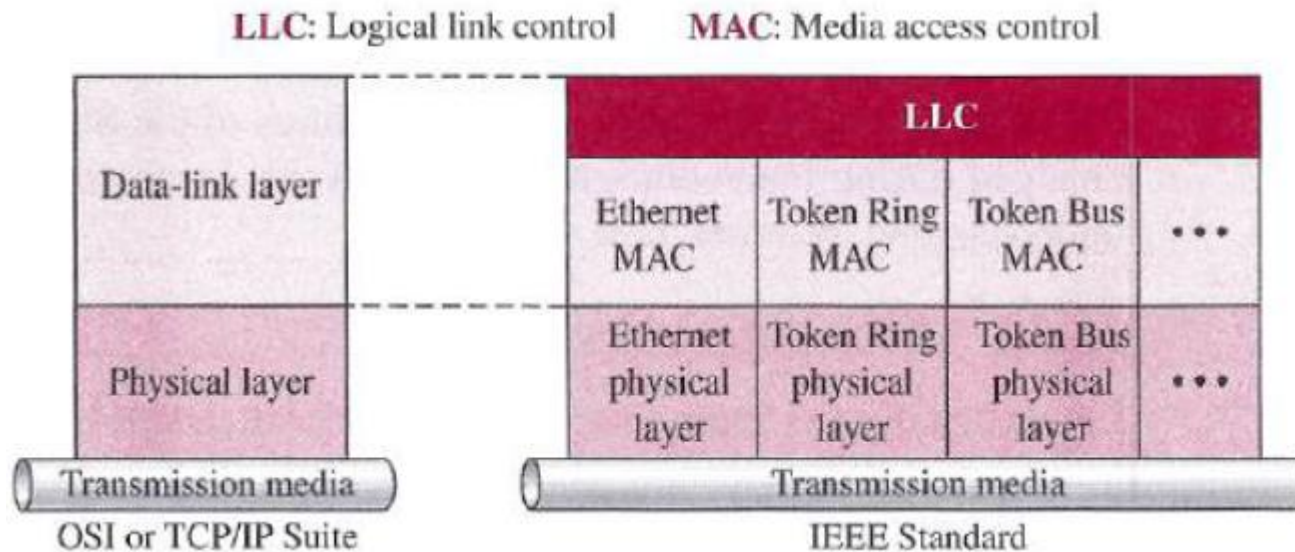 LLC: Logical link control MAC: Media access control
Data-link layer
Physical layer
Transmission media
OSI or TCP/IP Suite
LLC
Ethernet
MAC
Token Ring
MAC
Token Bus
MAC
•••
Ethernet
physical
layer
Token Ring
physical
layer
Token Bus
physical
layer
•••
Transmission media
IEEE Standard